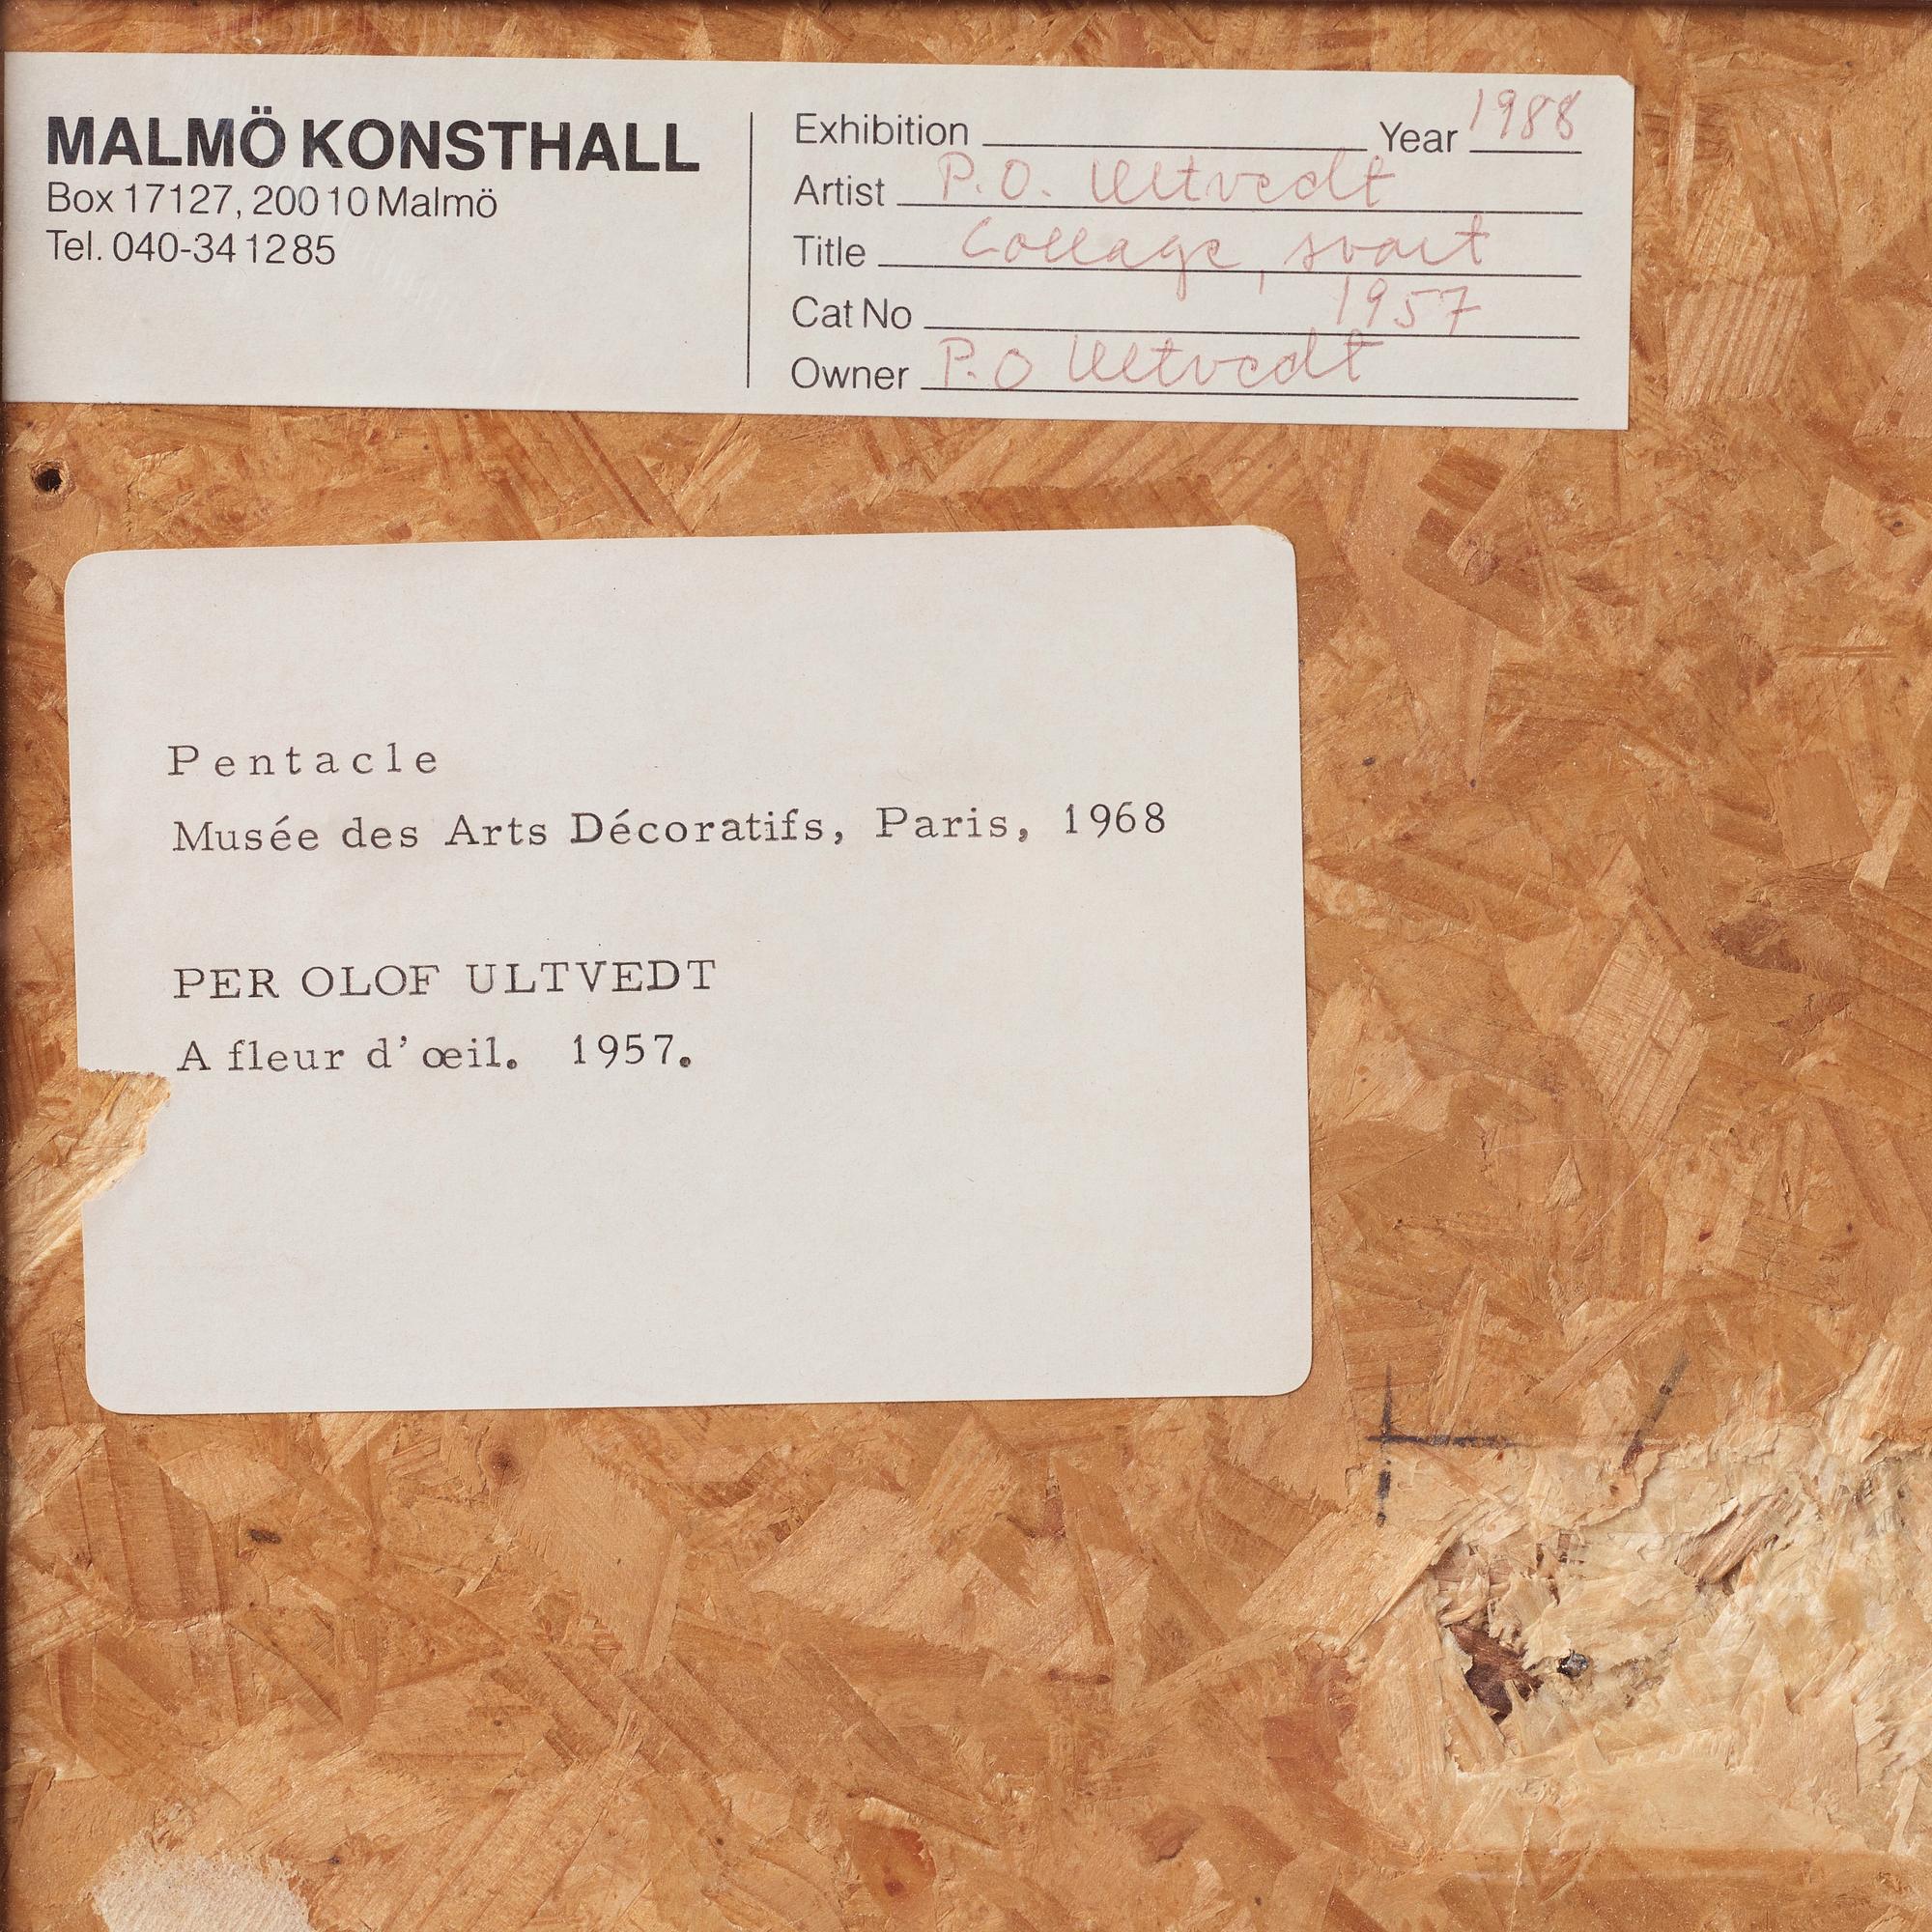 MALMÖ KONSTHALL
Box 17127, 200 10 Malmö
Tel. 040-34 12 85
Exhibition Year 1988
Artist P.O. Ultvedt
Title Collage, svart
Cat No 1957
Owner P.O Ultvedt
Pentacle
Musée des Arts Décoratifs, Paris, 1968
PER OLOF ULTVEDT
A fleur d'œil. 1957.